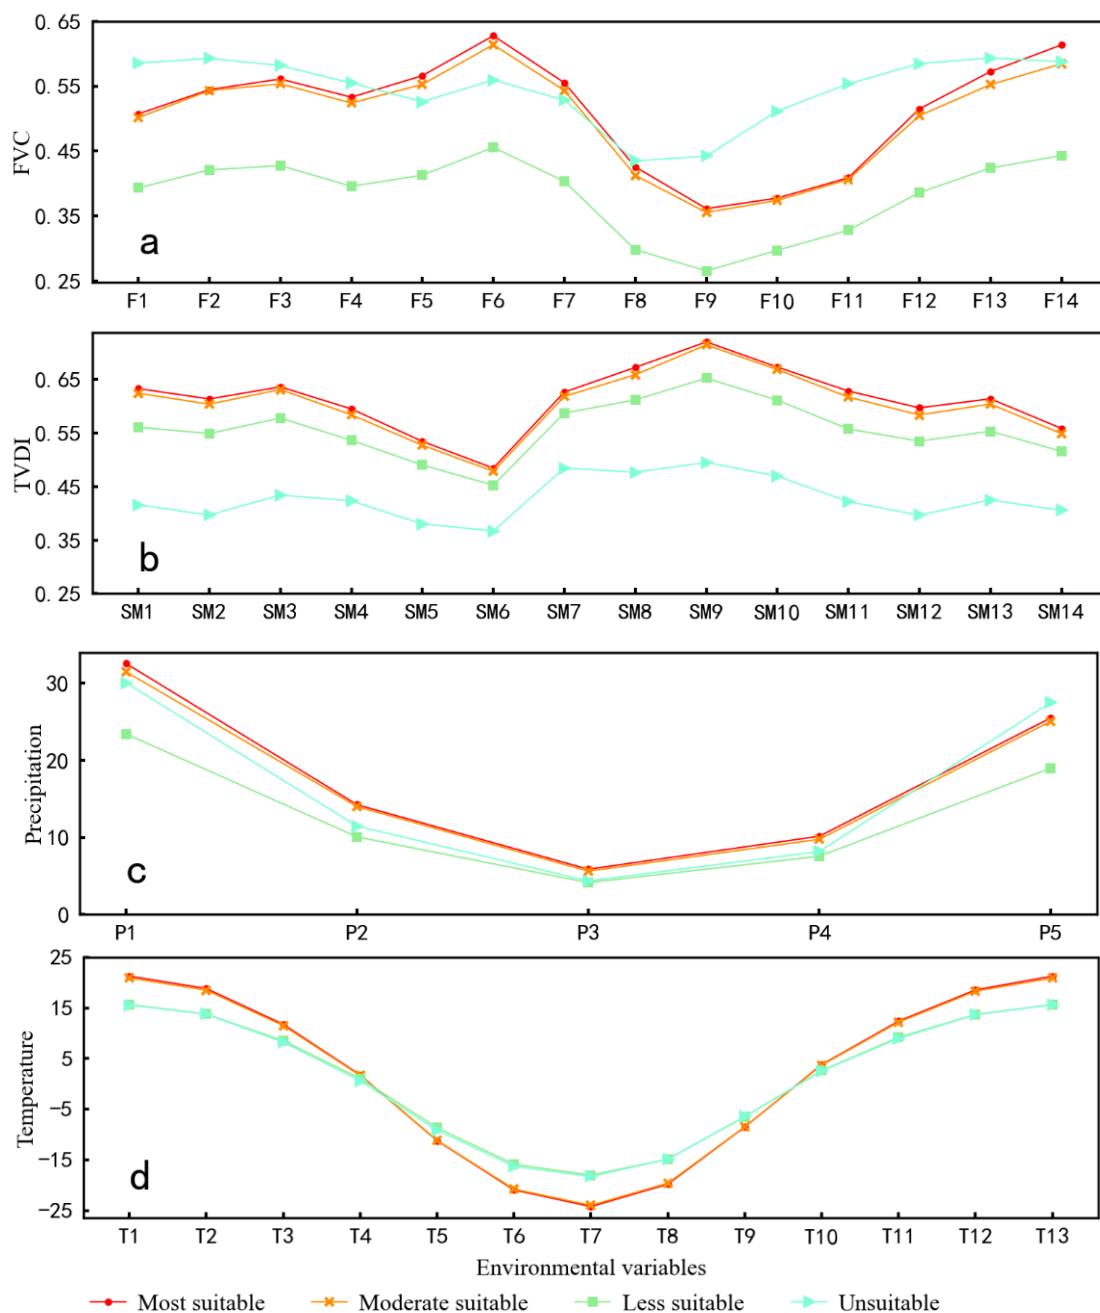 0.65
0.55
0.45
0.35
0.25
FVC
a
F1 F2 F3 F4 F5 F6 F7 F8 F9 F10 F11 F12 F13 F14
0.65
0.55
0.45
0.35
0.25
TVDI
b
SM1 SM2 SM3 SM4 SM5 SM6 SM7 SM8 SM9 SM10 SM11 SM12 SM13 SM14
30
20
10
0
Precipitation
c
P1 P2 P3 P4 P5
25
15
5
-5
-15
-25
Temperature
d
T1 T2 T3 T4 T5 T6 T7 T8 T9 T10 T11 T12 T13
Environmental variables
Most suitable Moderate suitable Less suitable Unsuitable